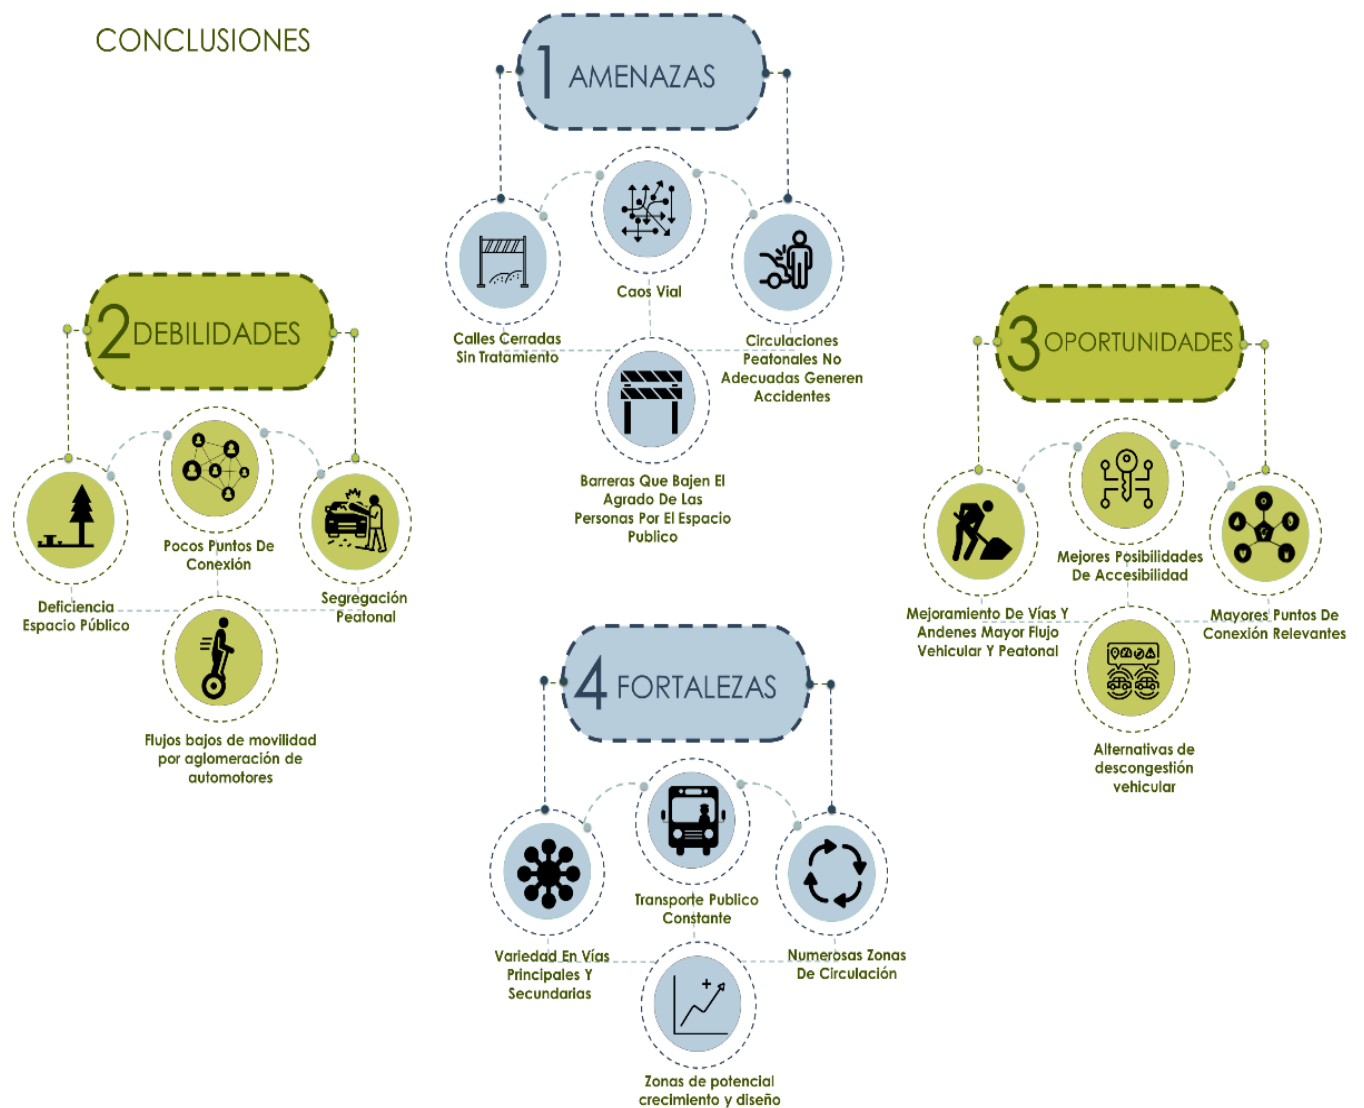 CONCLUSIONES
1 AMENAZAS
Calles Cerradas
Sin Tratamiento
Caos Vial
Circulaciones
Peatonales No
Adecuadas Generen
Accidentes
Barreras Que Bajen El
Agrado De Las
Personas Por El Espacio
Publico
2 DEBILIDADES
Deficiencia
Espacio Público
Pocos Puntos De
Conexión
Segregación
Peatonal
Flujos bajos de movilidad
por aglomeración de
automotores
3 OPORTUNIDADES
Mejoramiento De Vías Y
Andenes Mayor Flujo
Vehicular Y Peatonal
Mejores Posibilidades
De Accesibilidad
Mayores Puntos De
Conexión Relevantes
Alternativas de
descongestión
vehicular
4 FORTALEZAS
Variedad En Vías
Principales Y
Secundarias
Transporte Publico
Constante
Numerosas Zonas
De Circulación
Zonas de potencial
crecimiento y diseño